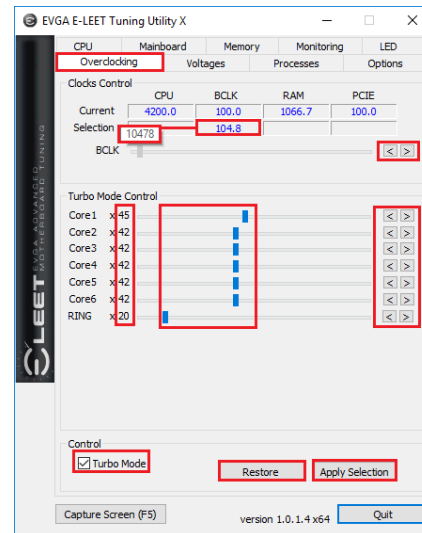 EVGA E-LEET Tuning Utility X
CPU Mainboard Memory Monitoring LED
Overclocking Voltages Processes Options
Clocks Control
CPU BCLK RAM PCIE
Current 4200.0 100.0 1066.7 100.0
Selection 104.8
10478
BCLK < >
Turbo Mode Control
Core1 x 45 < >
Core2 x 42 < >
Core3 x 42 < >
Core4 x 42 < >
Core5 x 42 < >
Core6 x 42 < >
RING x 20 < >
Control
Turbo Mode
Restore Apply Selection
Capture Screen (F5) version 1.0.1.4 x64 Quit
E-LEET EVGA ADVANCED
MOTHERBOARD TUNING